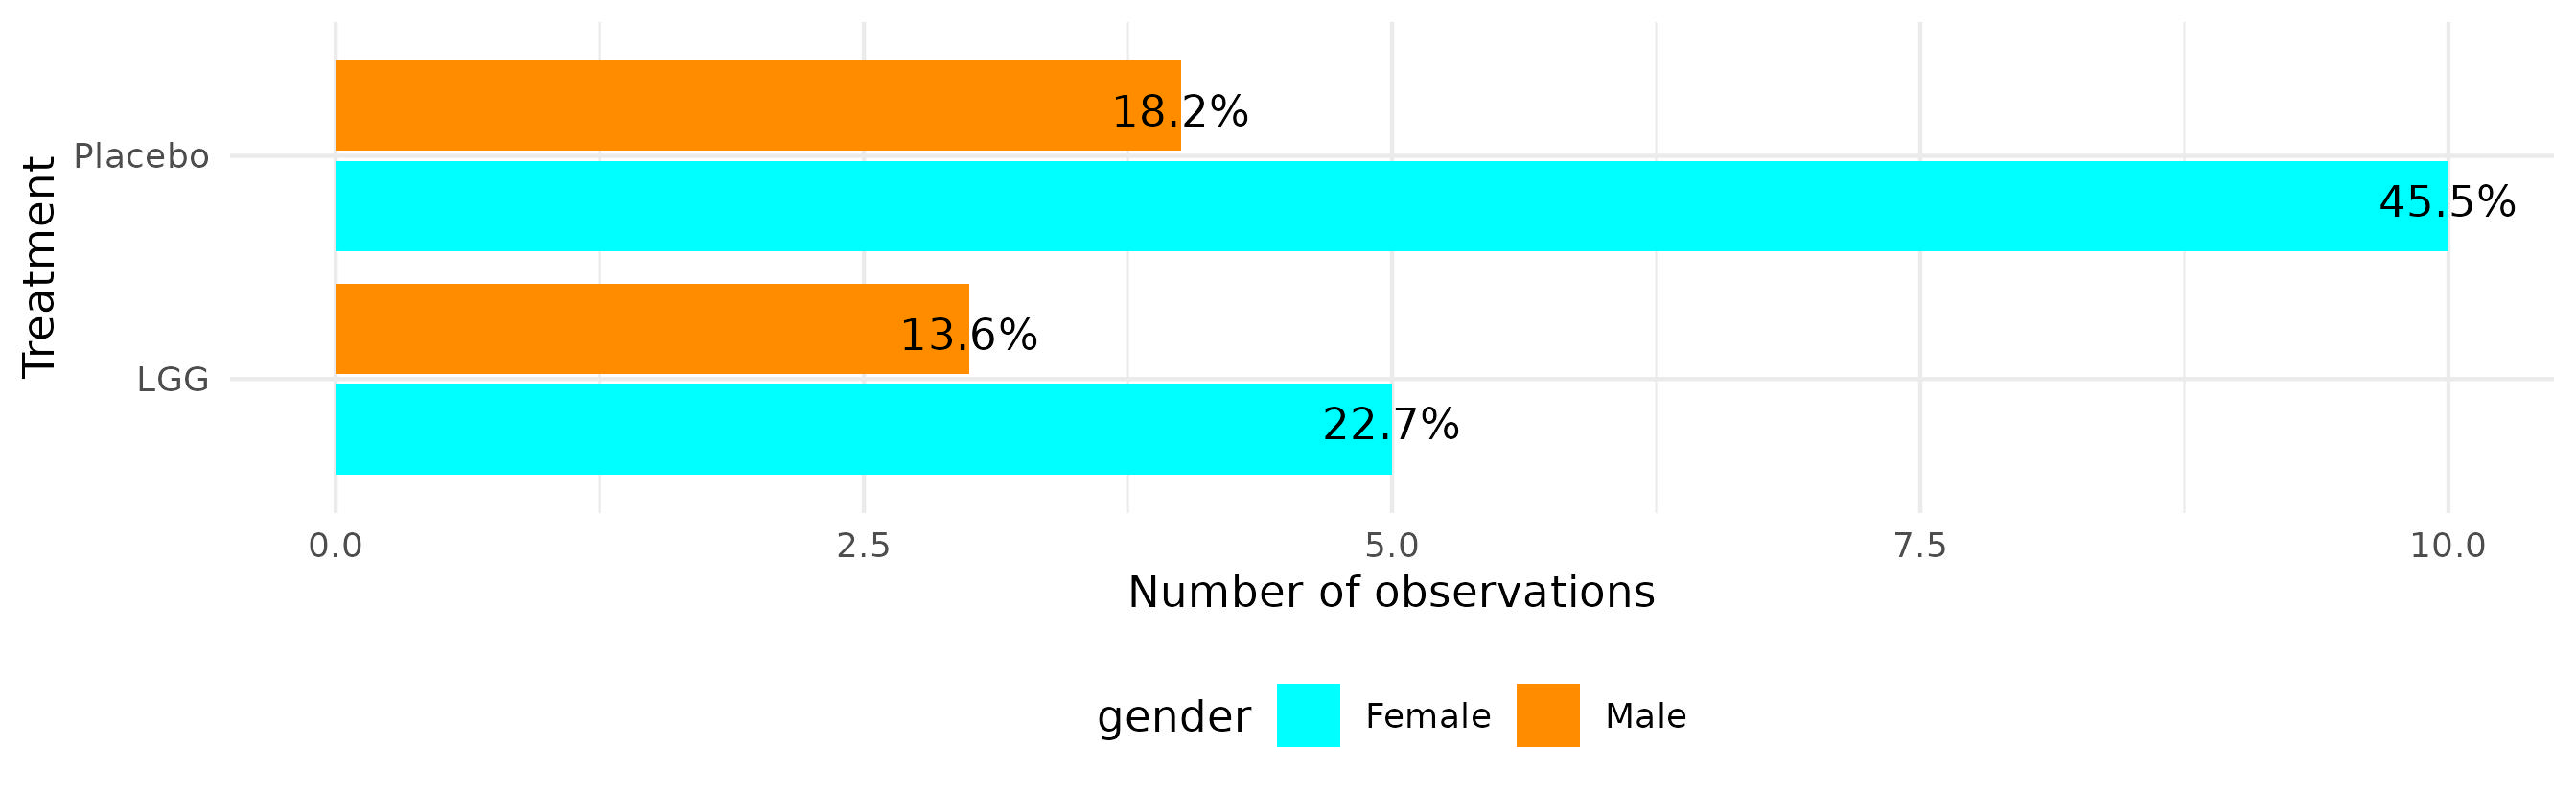 Treatment
Placebo
18.2%
45.5%
LGG
13.6%
22.7%
0.0 2.5 5.0 7.5 10.0
Number of observations
gender Female Male